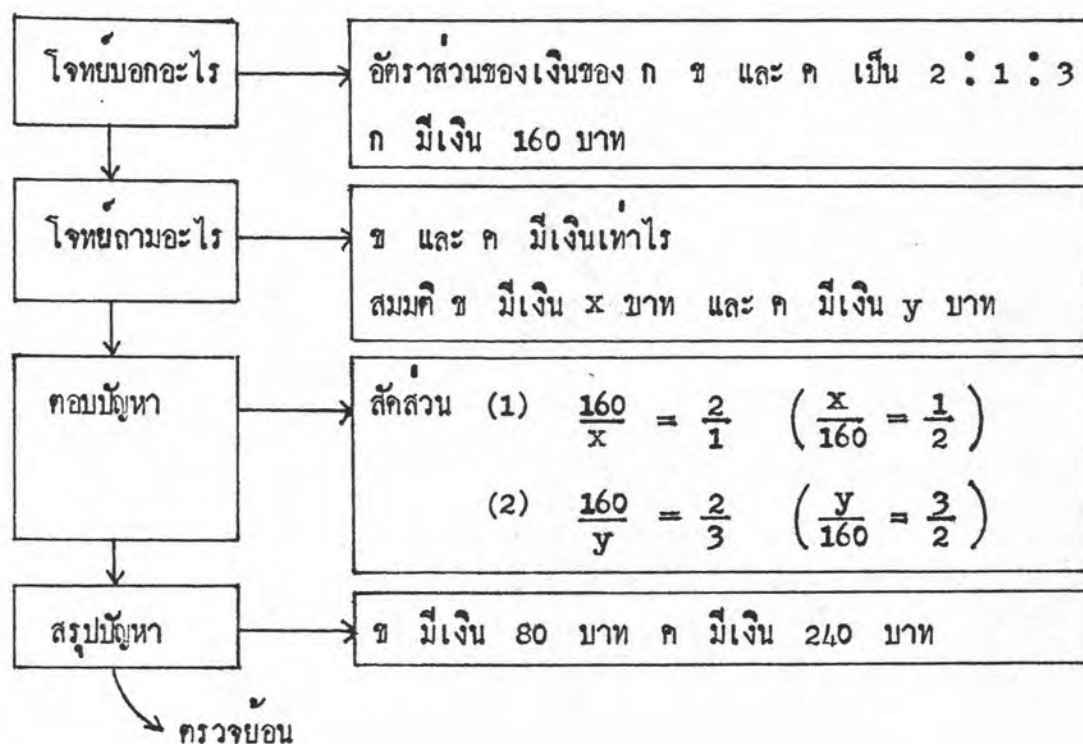 โจทย์บอกอะไร
อัตราส่วนของเงินของ ก ข และ ค เป็น 2 : 1 : 3
ก มีเงิน 160 บาท
โจทย์ถามอะไร
ข และ ค มีเงินเท่าไร
สมมติ ข มีเงิน x บาท และ ค มีเงิน y บาท
ตอบปัญหา
สัดส่วน (1) 160/x = 2/1 (x/160 = 1/2)
(2) 160/y = 2/3 (y/160 = 3/2)
สรุปปัญหา
ข มีเงิน 80 บาท ค มีเงิน 240 บาท
ตรวจย้อน